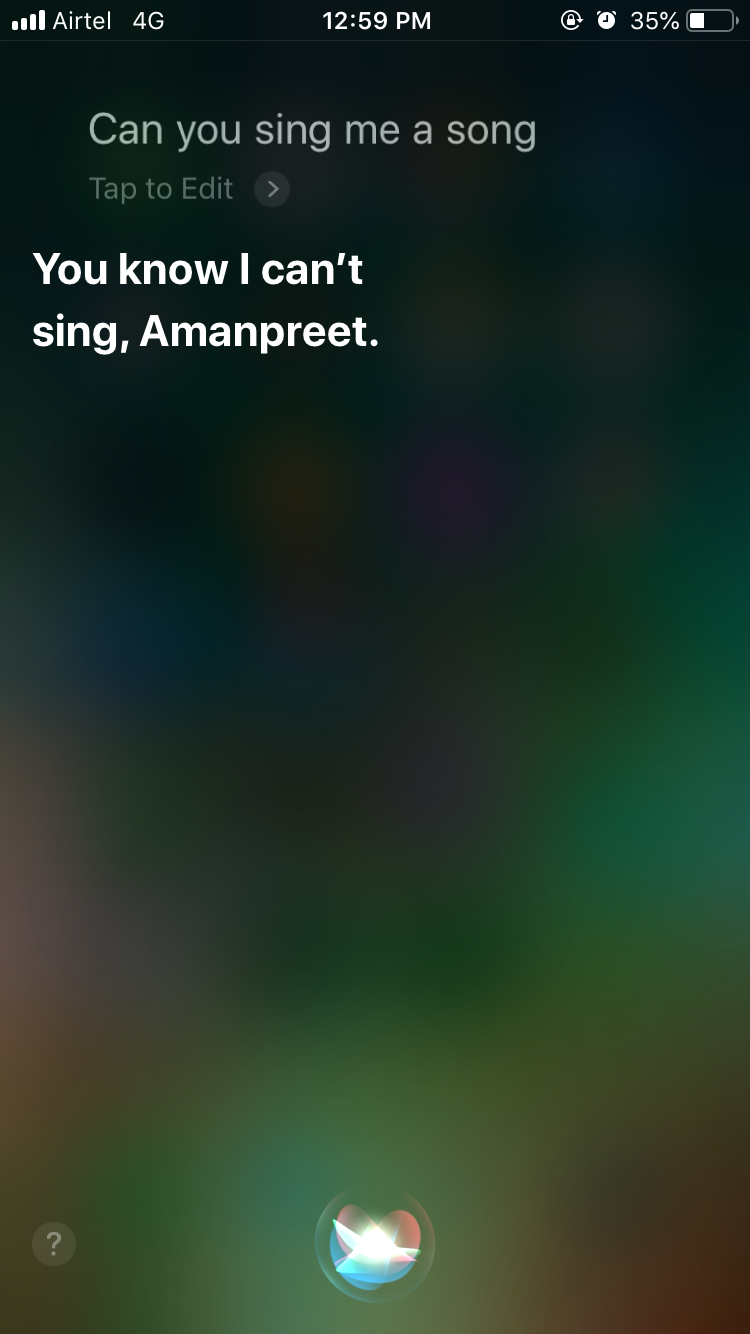 Airtel 4G 12:59 PM 35%
Can you sing me a song
Tap to Edit
You know I can’t
sing, Amanpreet.
?